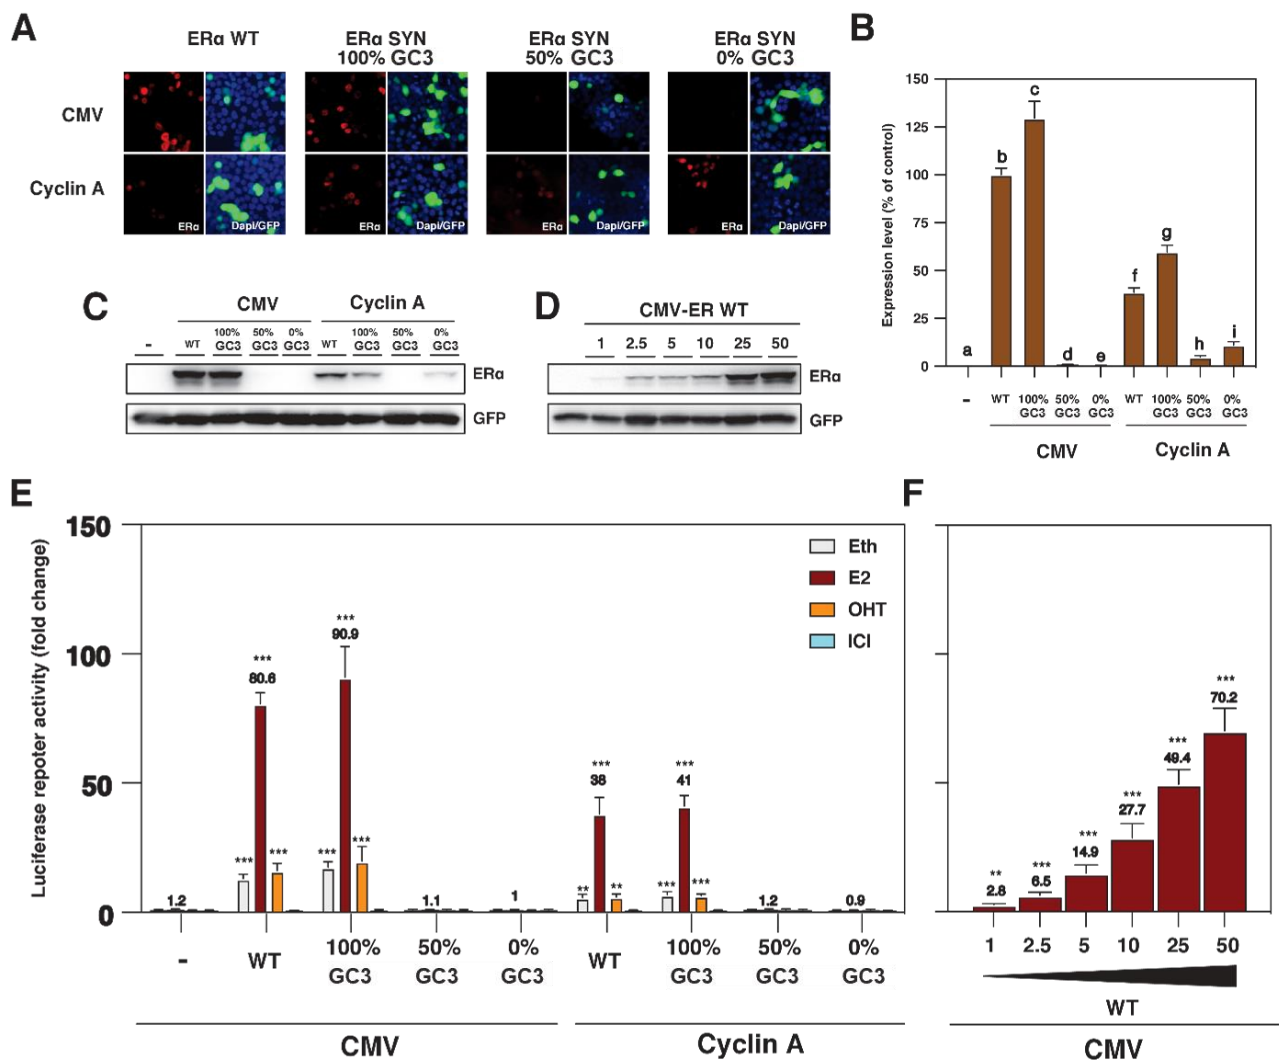 A
ERα WT
ERα SYN
100% GC3
ERα SYN
50% GC3
ERα SYN
0% GC3
CMV
Cyclin A
ERα
Dapi/GFP
ERα
Dapi/GFP
ERα
Dapi/GFP
ERα
Dapi/GFP
B
Expression level (% of control)
150
125
100
75
50
25
0
a
b
c
d
e
f
g
h
i
-
WT
100%
GC3
50%
GC3
0%
GC3
WT
100%
GC3
50%
GC3
0%
GC3
CMV
Cyclin A
C
CMV
Cyclin A
-
WT
100%
GC3
50%
GC3
0%
GC3
WT
100%
GC3
50%
GC3
0%
GC3
ERα
GFP
D
CMV-ER WT
1 2.5 5 10 25 50
ERα
GFP
E
Luciferase repoter activity (fold change)
150
100
50
0
Eth
E2
OHT
ICI
1.2
***
***
80.6
***
***
***
90.9
***
1.1
1
**
***
38
**
***
***
41
***
1.2
0.9
-
WT
100%
GC3
50%
GC3
0%
GC3
WT
100%
GC3
50%
GC3
0%
GC3
CMV
Cyclin A
F
**
2.8
***
6.5
***
14.9
***
27.7
***
49.4
***
70.2
1 2.5 5 10 25 50
WT
CMV